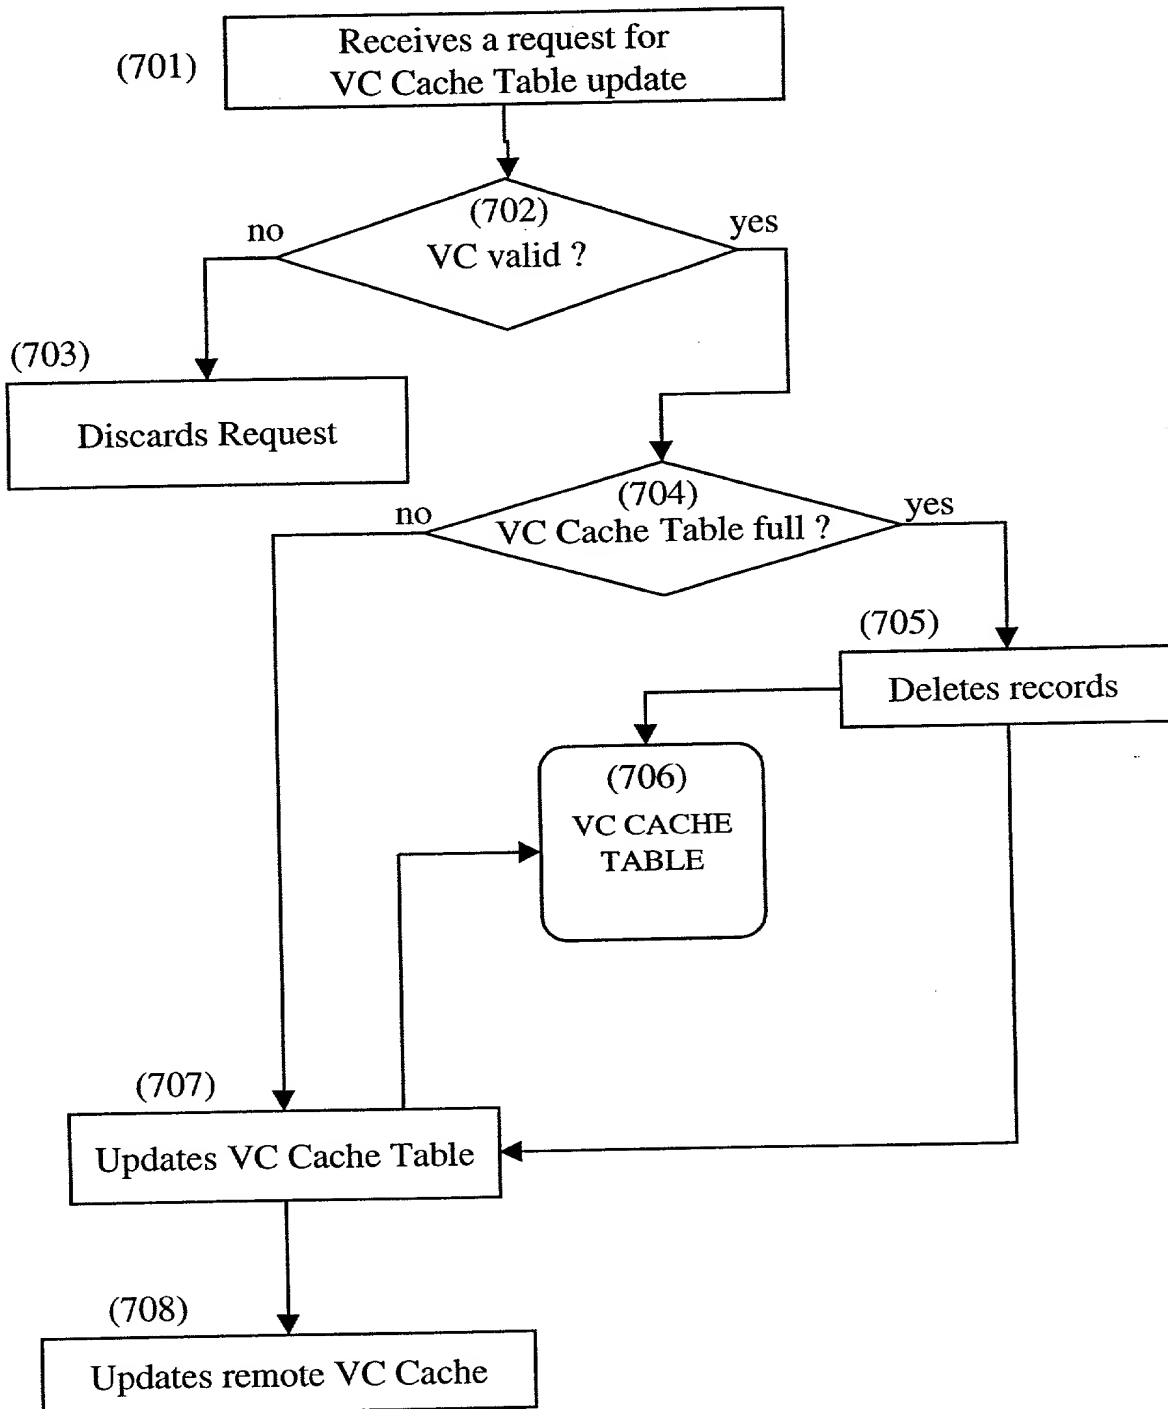 (701)
Receives a request for
VC Cache Table update
(702)
VC valid ?
no
yes
(703)
Discards Request
(704)
VC Cache Table full ?
no
yes
(705)
Deletes records
(706)
VC CACHE
TABLE
(707)
Updates VC Cache Table
(708)
Updates remote VC Cache